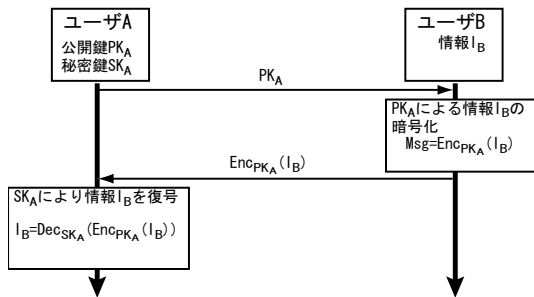 ユーザA
公開鍵PKA
秘密鍵SKA
ユーザB
情報IB
PKA
PKAによる情報IBの
暗号化
Msg=EncPKA(IB)
EncPKA(IB)
SKAにより情報IBを復号
IB=DecSKA(EncPKA(IB))